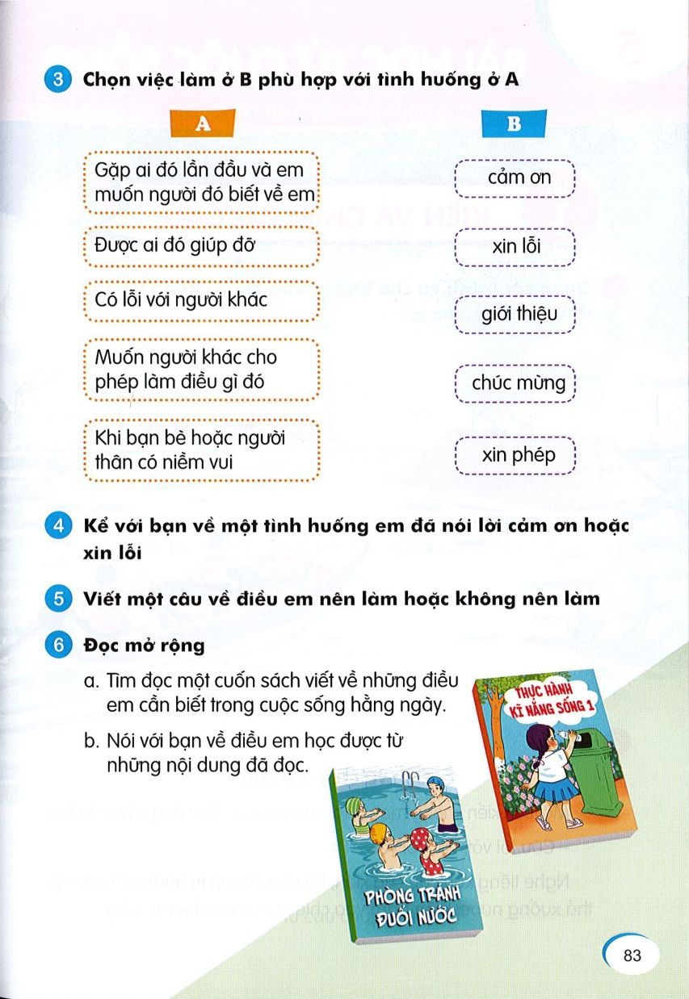 3 Chọn việc làm ở B phù hợp với tình huống ở A
A
B
Gặp ai đó lần đầu và em
muốn người đó biết về em
cảm ơn
Được ai đó giúp đỡ
xin lỗi
Có lỗi với người khác
giới thiệu
Muốn người khác cho
phép làm điều gì đó
chúc mừng
Khi bạn bè hoặc người
thân có niềm vui
xin phép
4 Kể với bạn về một tình huống em đã nói lời cảm ơn hoặc
xin lỗi
5 Viết một câu về điều em nên làm hoặc không nên làm
6 Đọc mở rộng
a. Tìm đọc một cuốn sách viết về những điều
em cần biết trong cuộc sống hằng ngày.
b. Nói với bạn về điều em học được từ
những nội dung đã đọc.
THỰC HÀNH
KĨ NĂNG SỐNG 1
PHÒNG TRÁNH
ĐUỐI NƯỚC
83